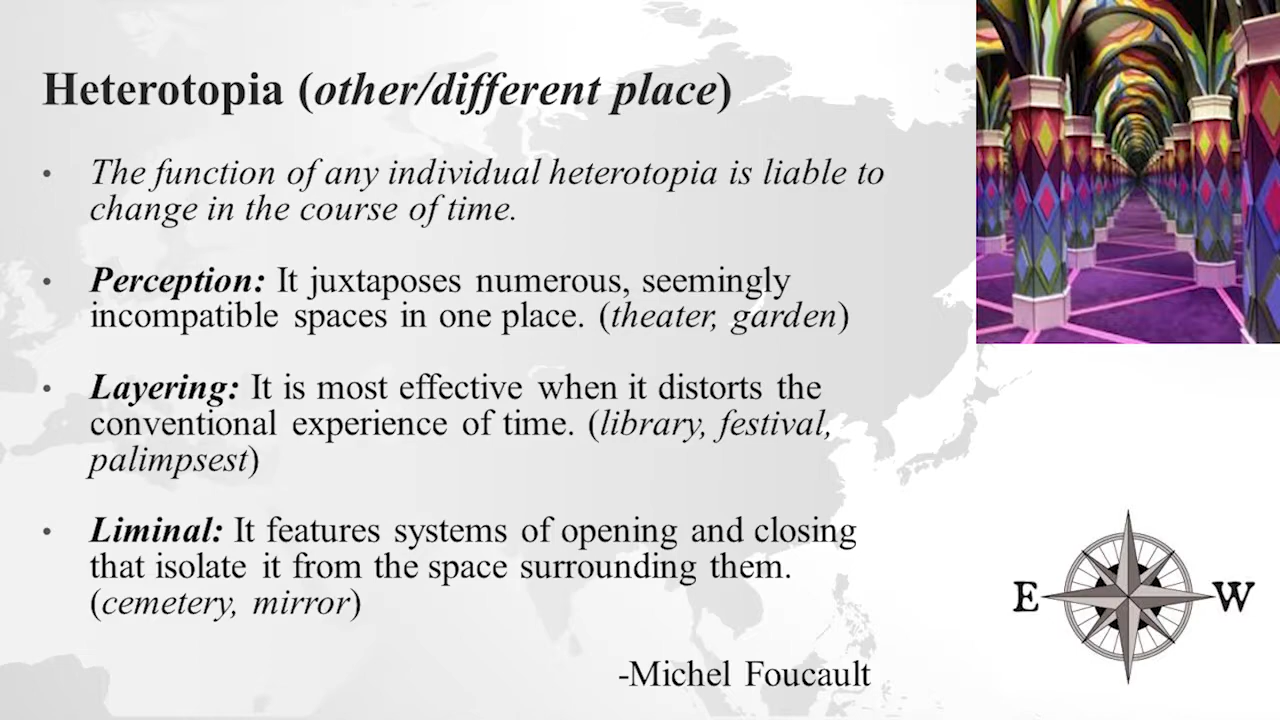 Heterotopia (other/different place)
• The function of any individual heterotopia is liable to
change in the course of time.
• Perception: It juxtaposes numerous, seemingly
incompatible spaces in one place. (theater, garden)
• Layering: It is most effective when it distorts the
conventional experience of time. (library, festival,
palimpsest)
• Liminal: It features systems of opening and closing
that isolate it from the space surrounding them.
(cemetery, mirror)
E W
-Michel Foucault